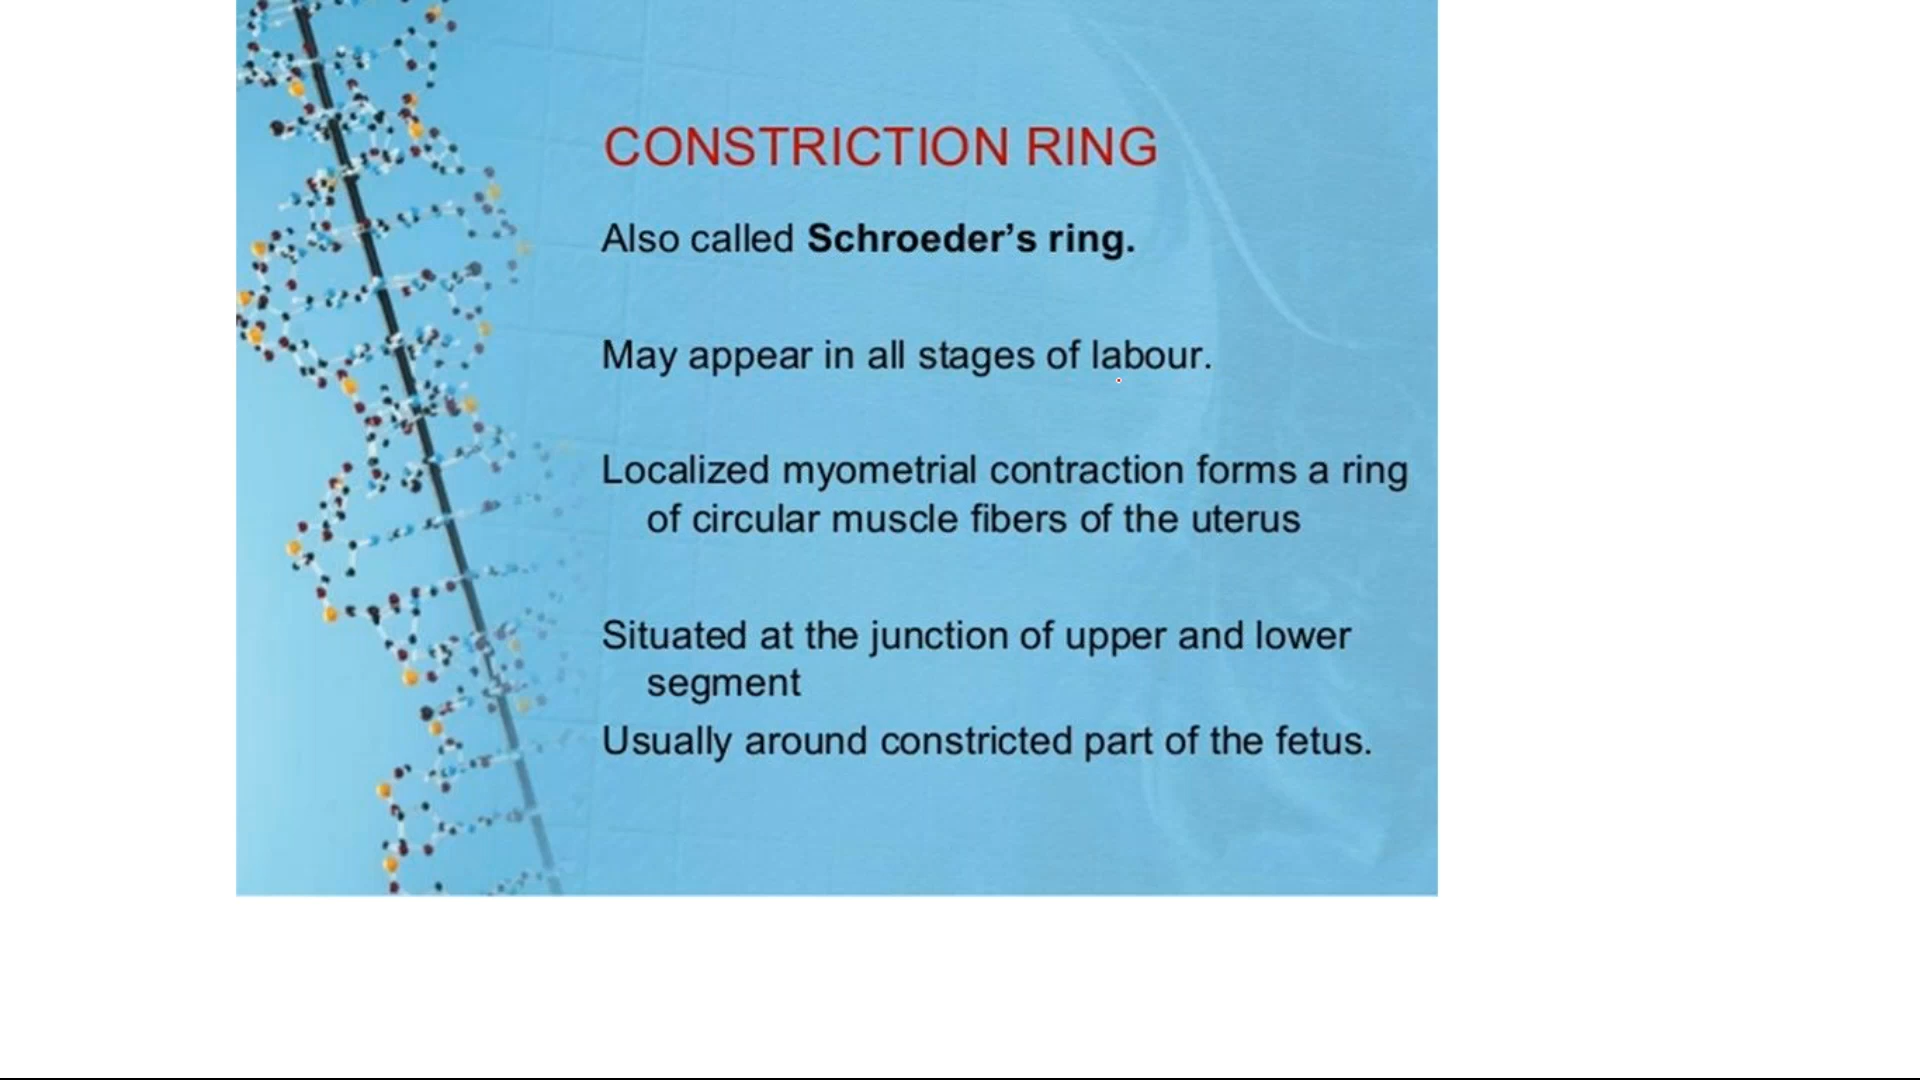 CONSTRICTION RING
Also called Schroeder’s ring.
May appear in all stages of labour.
Localized myometrial contraction forms a ring
of circular muscle fibers of the uterus
Situated at the junction of upper and lower
segment
Usually around constricted part of the fetus.